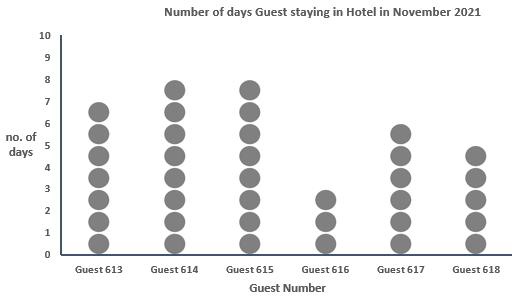 Number of days Guest staying in Hotel in November 2021
10
9
8
7
6
5
4
3
2
1
0
no. of
days
Guest 613 Guest 614 Guest 615 Guest 616 Guest 617 Guest 618
Guest Number